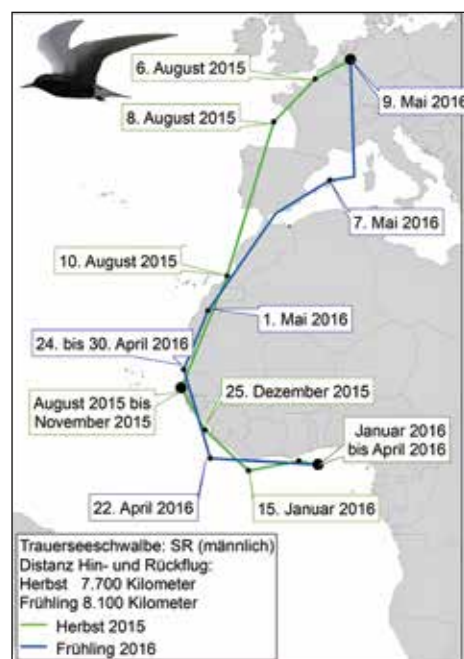 6. August 2015
9. Mai 2016
8. August 2015
7. Mai 2016
10. August 2015
1. Mai 2016
24. bis 30. April 2016
25. Dezember 2015
August 2015 bis
November 2015
Januar 2016
bis April 2016
22. April 2016
15. Januar 2016
Trauerseeschwalbe: SR (männlich)
Distanz Hin- und Rückflug:
Herbst 7.700 Kilometer
Frühling 8.100 Kilometer
Herbst 2015
Frühling 2016